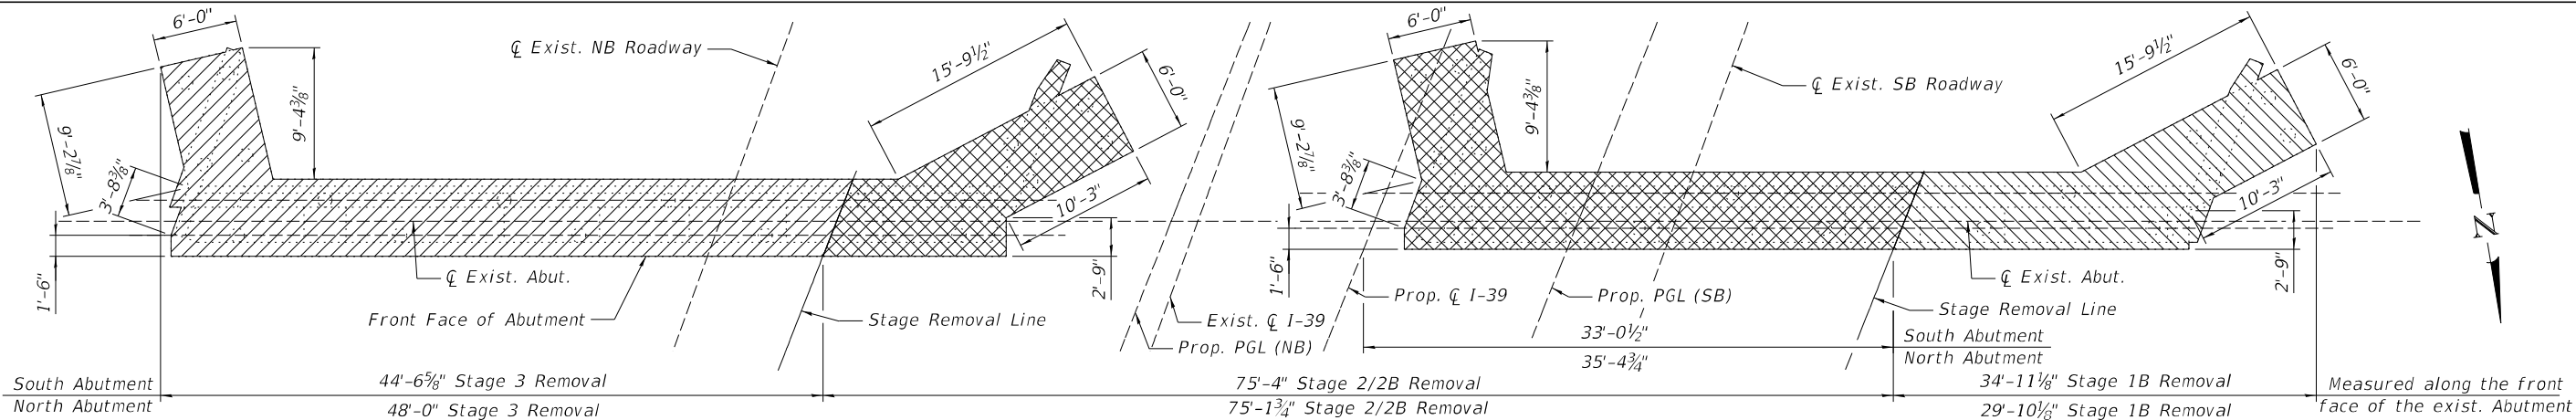 6'-0"
℄ Exist. NB Roadway
15'-9½"
6'-0"
9'-4⅜"
9'-2⅞"
3'-8⅜"
1'-6"
℄ Exist. Abut.
Front Face of Abutment
Stage Removal Line
10'-3"
2'-9"
Exist. ℄ I-39
Prop. PGL (NB)
6'-0"
℄ Exist. SB Roadway
15'-9½"
6'-0"
9'-4⅜"
9'-2⅞"
3'-8⅜"
1'-6"
Prop. ℄ I-39
Prop. PGL (SB)
℄ Exist. Abut.
Stage Removal Line
10'-3"
2'-9"
N
33'-0½"
South Abutment
35'-4¾"
North Abutment
South Abutment
44'-6⅝" Stage 3 Removal
75'-4" Stage 2/2B Removal
34'-11⅛" Stage 1B Removal
Measured along the front
North Abutment
48'-0" Stage 3 Removal
75'-1¾" Stage 2/2B Removal
29'-10⅛" Stage 1B Removal
face of the exist. Abutment